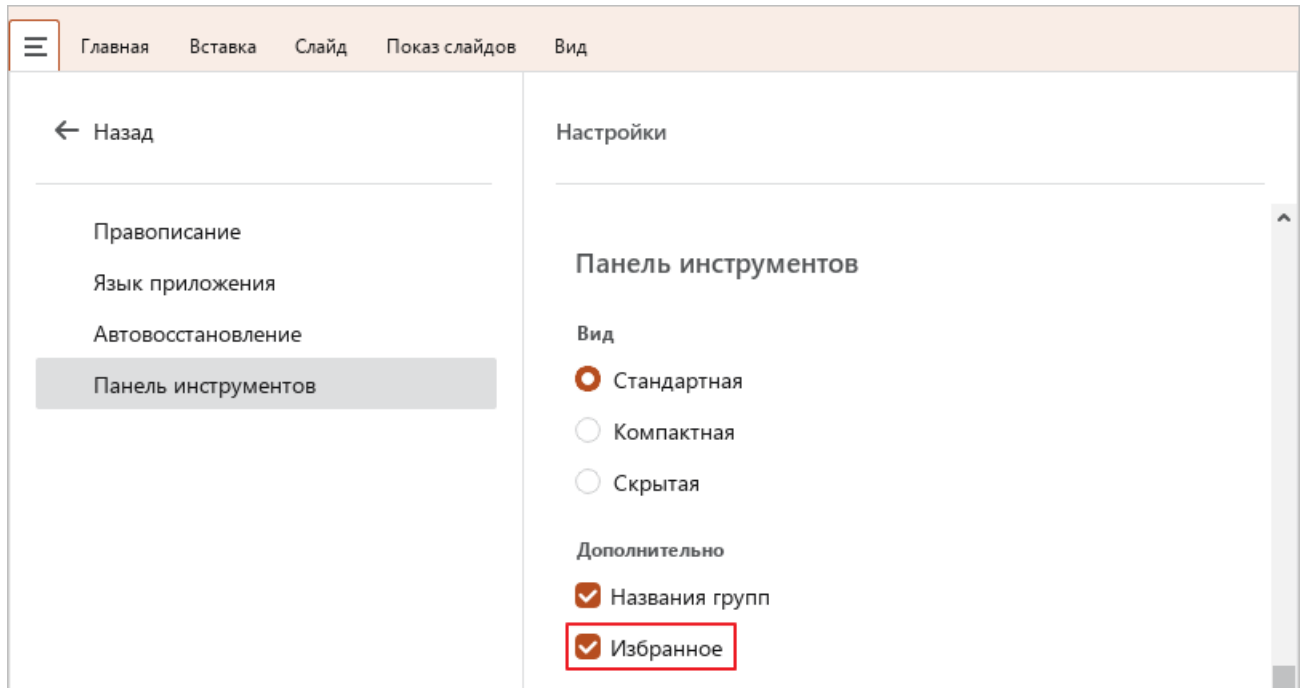 Главная Вставка Слайд Показ слайдов Вид
Назад
Правописание
Язык приложения
Автовосстановление
Панель инструментов
Настройки
Панель инструментов
Вид
Стандартная
Компактная
Скрытая
Дополнительно
Названия групп
Избранное